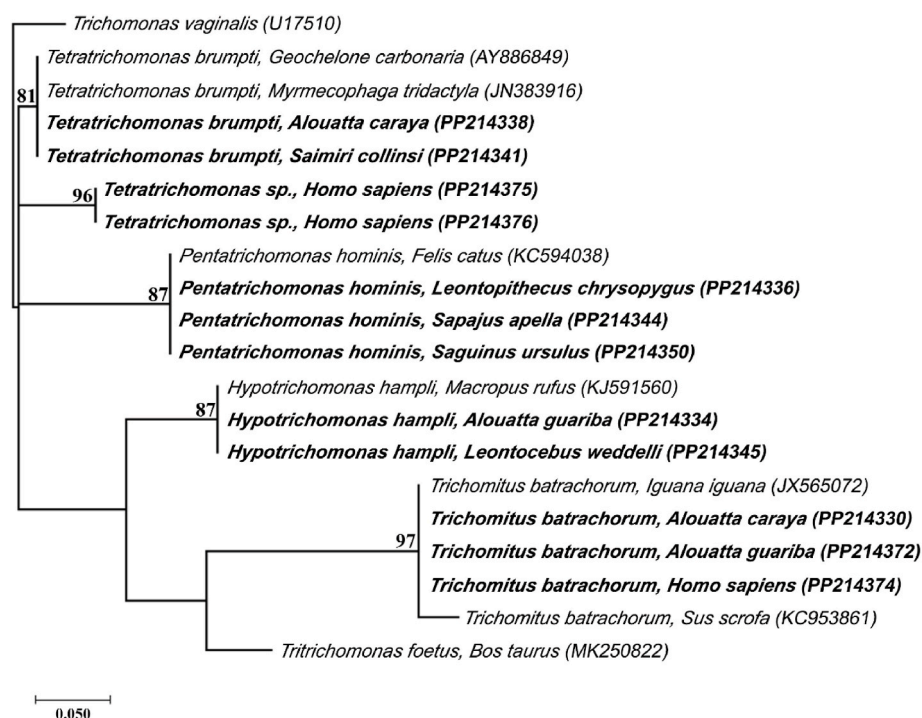 Trichomonas vaginalis (U17510)
Tetratrichomonas brumpti, Geochelone carbonaria (AY886849)
Tetratrichomonas brumpti, Myrmecophaga tridactyla (JN383916)
81
Tetratrichomonas brumpti, Alouatta caraya (PP214338)
Tetratrichomonas brumpti, Saimiri collinsi (PP214341)
96
Tetratrichomonas sp., Homo sapiens (PP214375)
Tetratrichomonas sp., Homo sapiens (PP214376)
Pentatrichomonas hominis, Felis catus (KC594038)
87
Pentatrichomonas hominis, Leontopithecus chrysopygus (PP214336)
Pentatrichomonas hominis, Sapajus apella (PP214344)
Pentatrichomonas hominis, Saguinus ursulus (PP214350)
Hypotrichomonas hampli, Macropus rufus (KJ591560)
87
Hypotrichomonas hampli, Alouatta guariba (PP214334)
Hypotrichomonas hampli, Leontocebus weddelli (PP214345)
Trichomitus batrachorum, Iguana iguana (JX565072)
Trichomitus batrachorum, Alouatta caraya (PP214330)
97
Trichomitus batrachorum, Alouatta guariba (PP214372)
Trichomitus batrachorum, Homo sapiens (PP214374)
Trichomitus batrachorum, Sus scrofa (KC953861)
Tritrichomonas foetus, Bos taurus (MK250822)
0.050